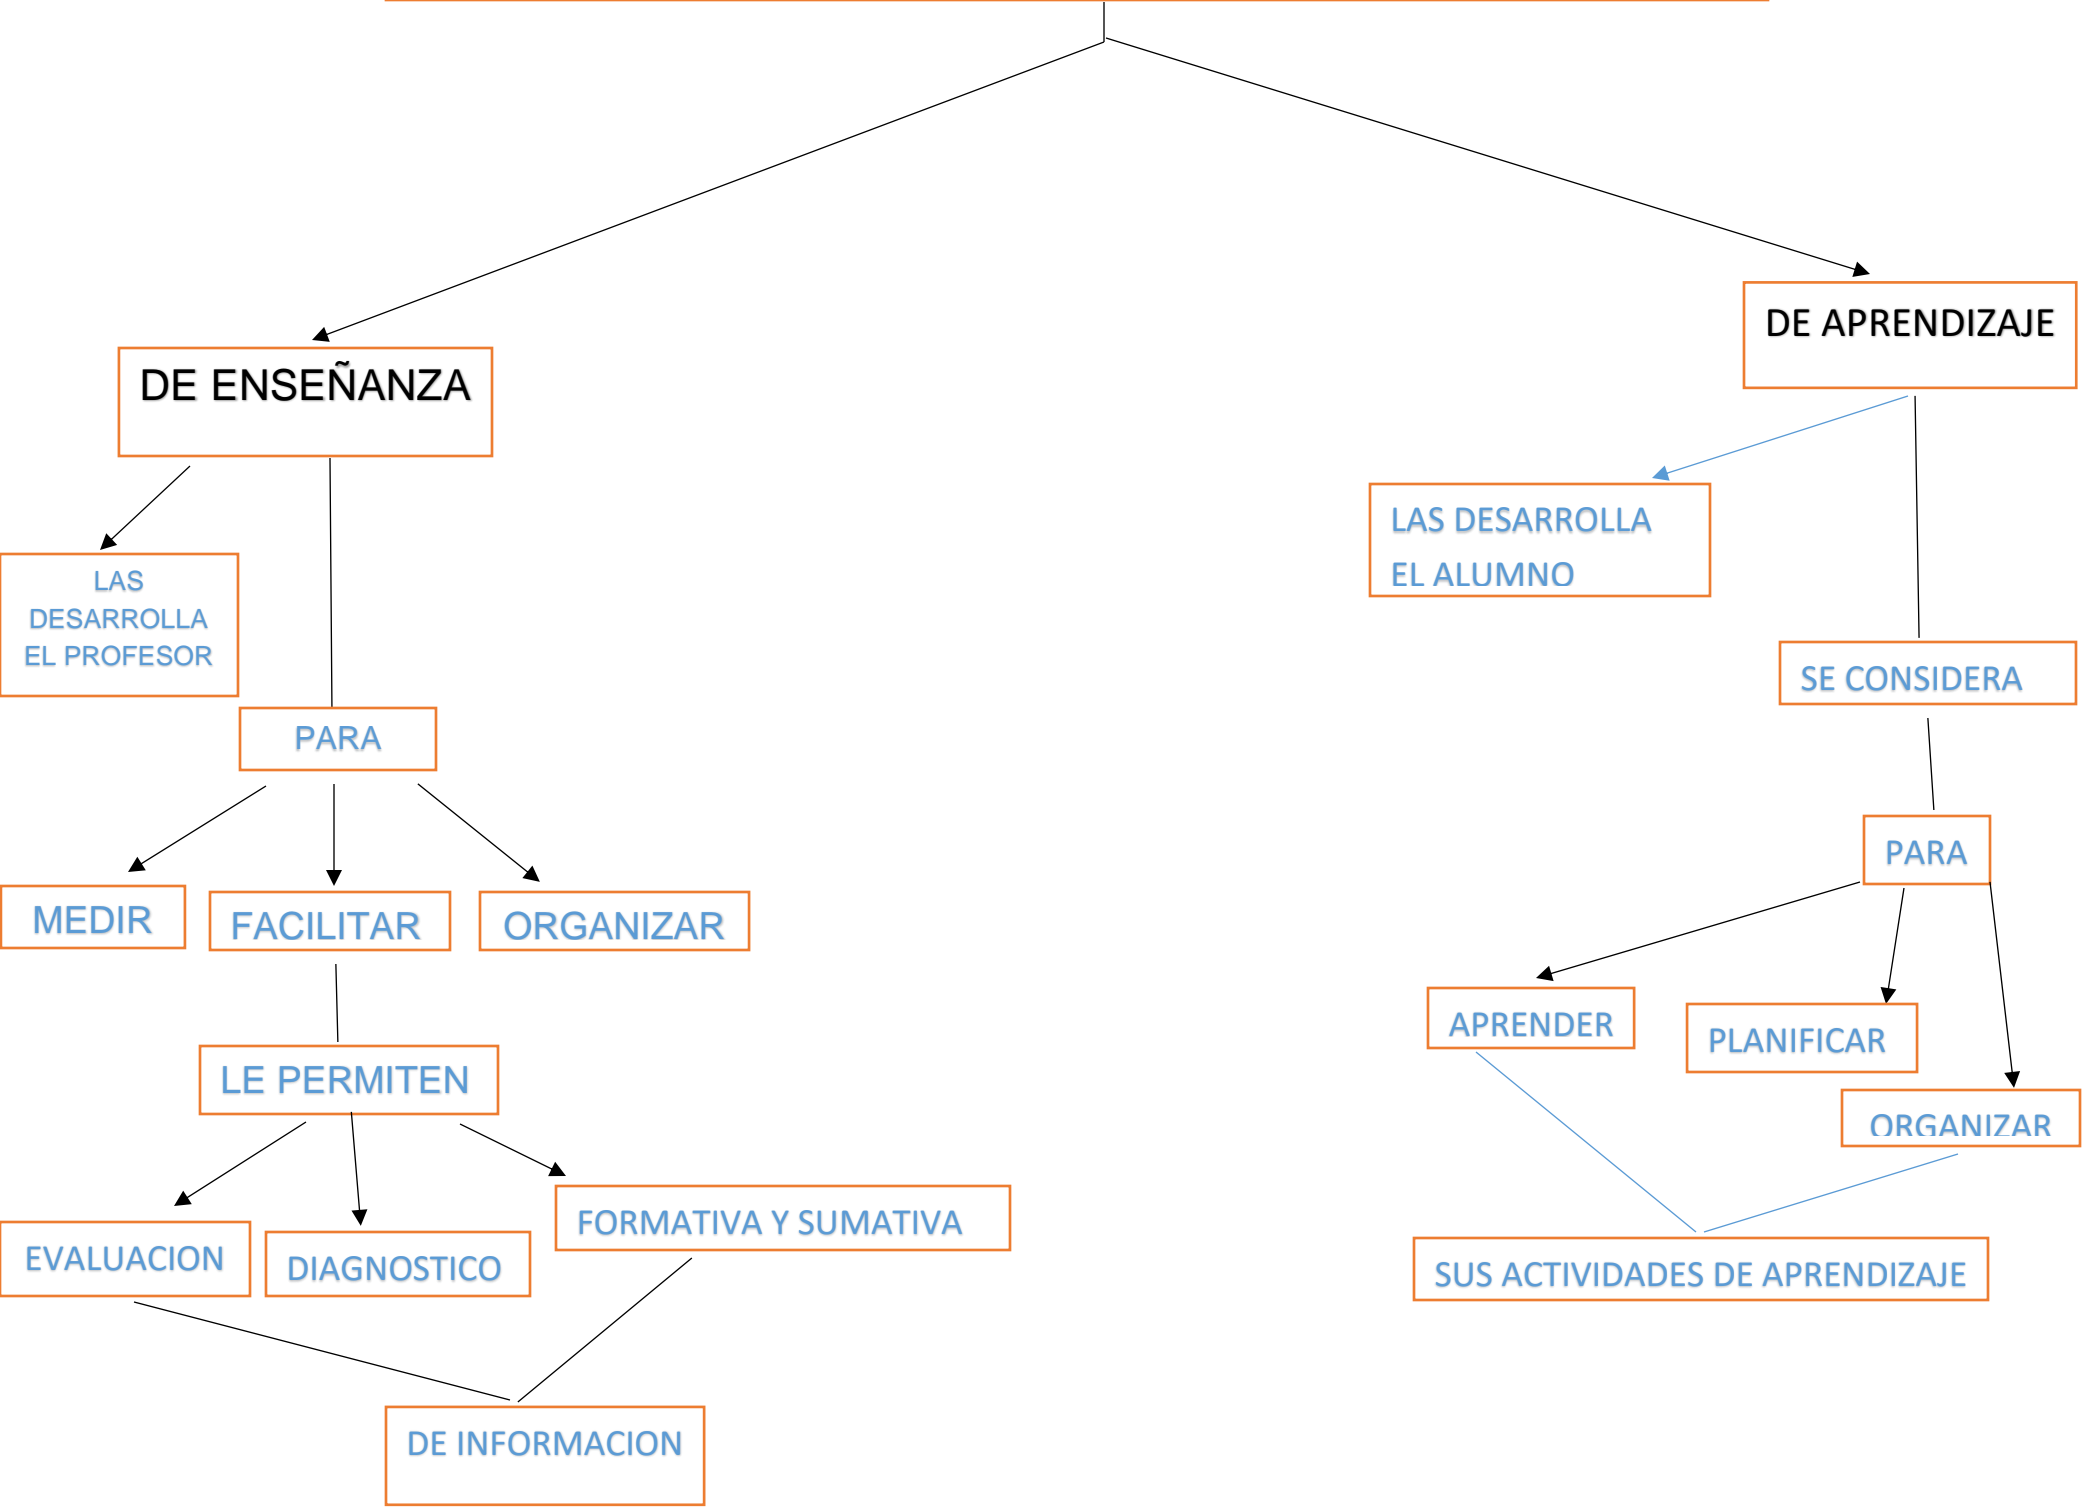 DE ENSEÑANZA
LAS
DESARROLLA
EL PROFESOR
PARA
MEDIR
FACILITAR
ORGANIZAR
LE PERMITEN
EVALUACION
DIAGNOSTICO
FORMATIVA Y SUMATIVA
DE INFORMACION
DE APRENDIZAJE
LAS DESARROLLA
EL ALUMNO
SE CONSIDERA
PARA
APRENDER
PLANIFICAR
ORGANIZAR
SUS ACTIVIDADES DE APRENDIZAJE